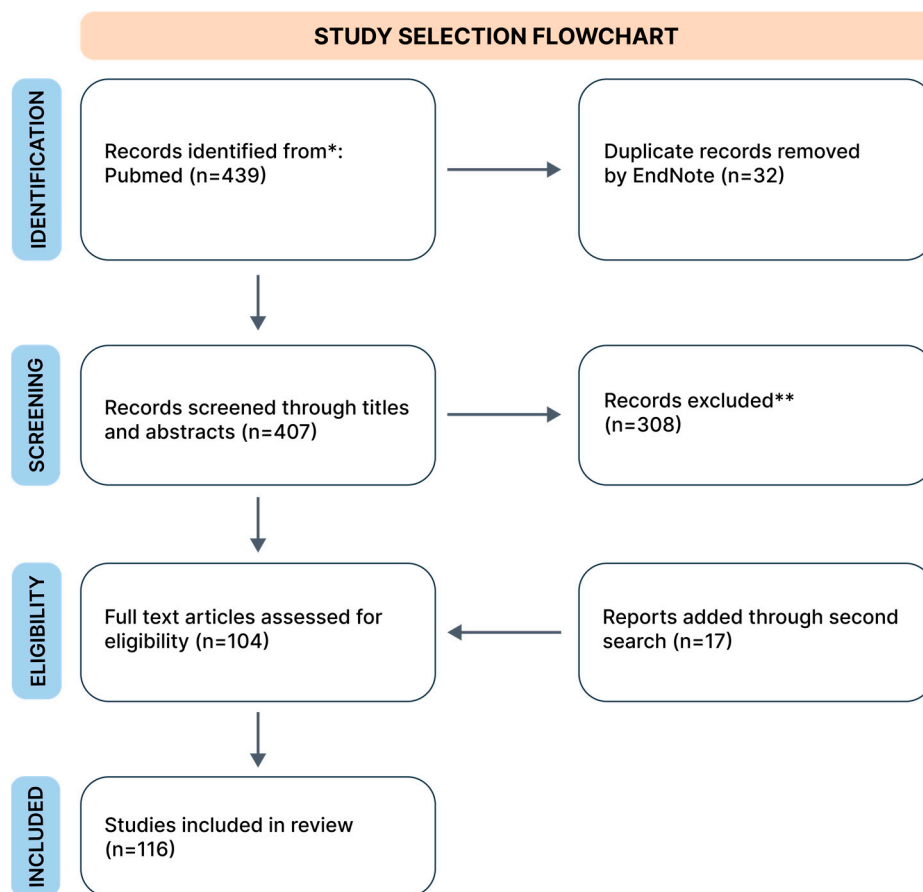 STUDY SELECTION FLOWCHART
IDENTIFICATION
Records identified from*:
Pubmed (n=439)
Duplicate records removed
by EndNote (n=32)
SCREENING
Records screened through titles
and abstracts (n=407)
Records excluded**
(n=308)
ELIGIBILITY
Full text articles assessed for
eligibility (n=104)
Reports added through second
search (n=17)
INCLUDED
Studies included in review
(n=116)